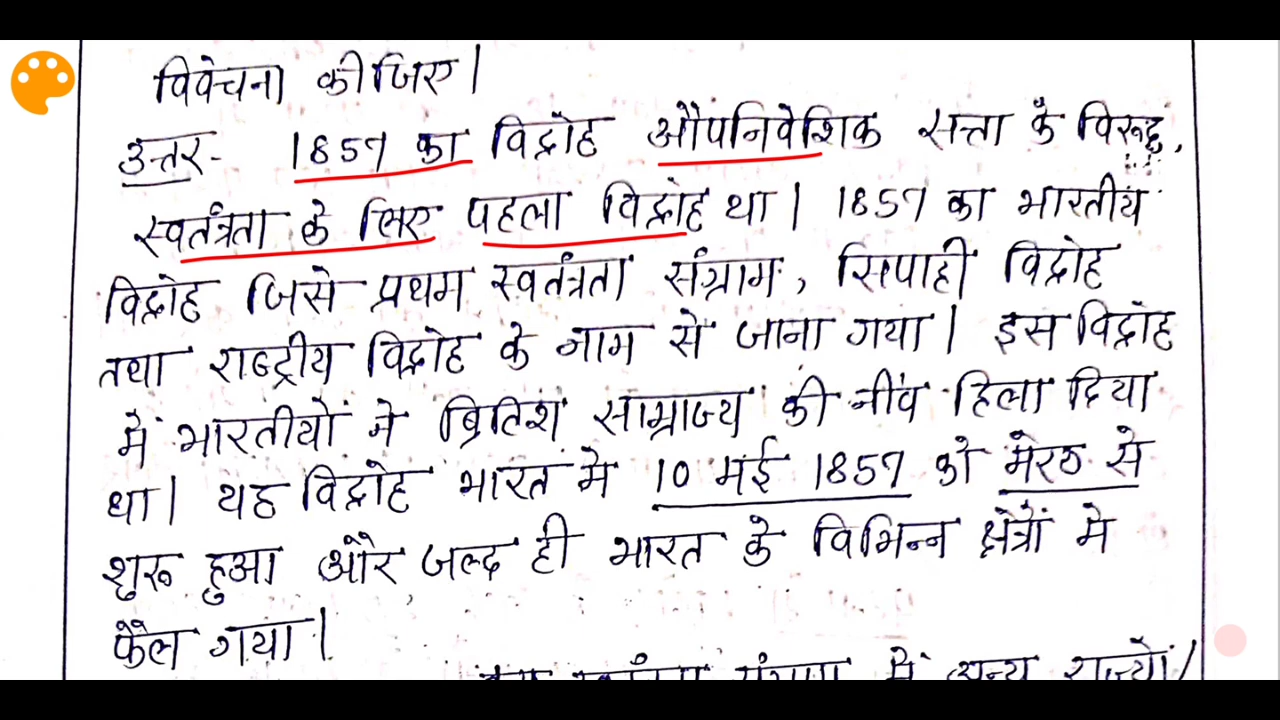 विवेचना कीजिए।
उत्तर- 1857 का विद्रोह औपनिवेशिक सत्ता के विरूद्ध,
स्वतंत्रता के लिए पहला विद्रोह था। 1857 का भारतीय
विद्रोह जिसे प्रथम स्वतंत्रता संग्राम, सिपाही विद्रोह
तथा राष्ट्रीय विद्रोह के नाम से जाना गया। इस विद्रोह
में भारतीयों ने ब्रितिश साम्राज्य की नींव हिला दिया
था। यह विद्रोह भारत में 10 मई 1857 को मेरठ से
शुरू हुआ और जल्द ही भारत के विभिन्न क्षेत्रों मे
फैल गया।
में अन्य राज्यों